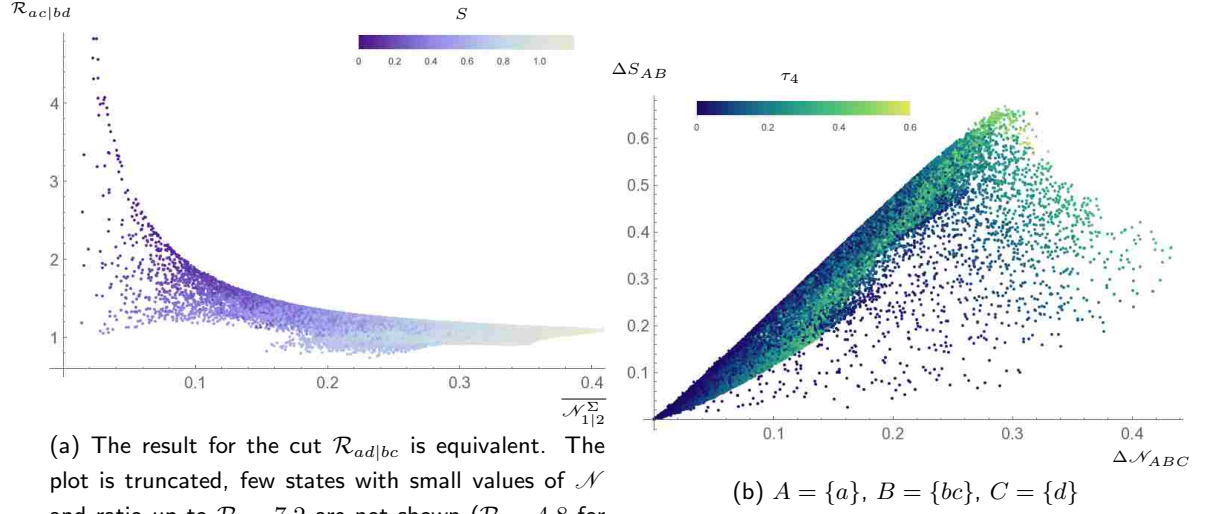 𝓡_{ac|bd}
S
0 0.2 0.4 0.6 0.8 1.0
4
3
2
1
0.1 0.2 0.3 0.4
\overline{𝒩^Σ_{1|2}}
(a) The result for the cut 𝓡_{ad|bc} is equivalent. The
plot is truncated, few states with small values of 𝒩
ΔS_{AB}
τ_4
0 0.2 0.4 0.6
0.6
0.5
0.4
0.3
0.2
0.1
0.1 0.2 0.3 0.4
Δ𝒩_{ABC}
(b) A = {a}, B = {bc}, C = {d}